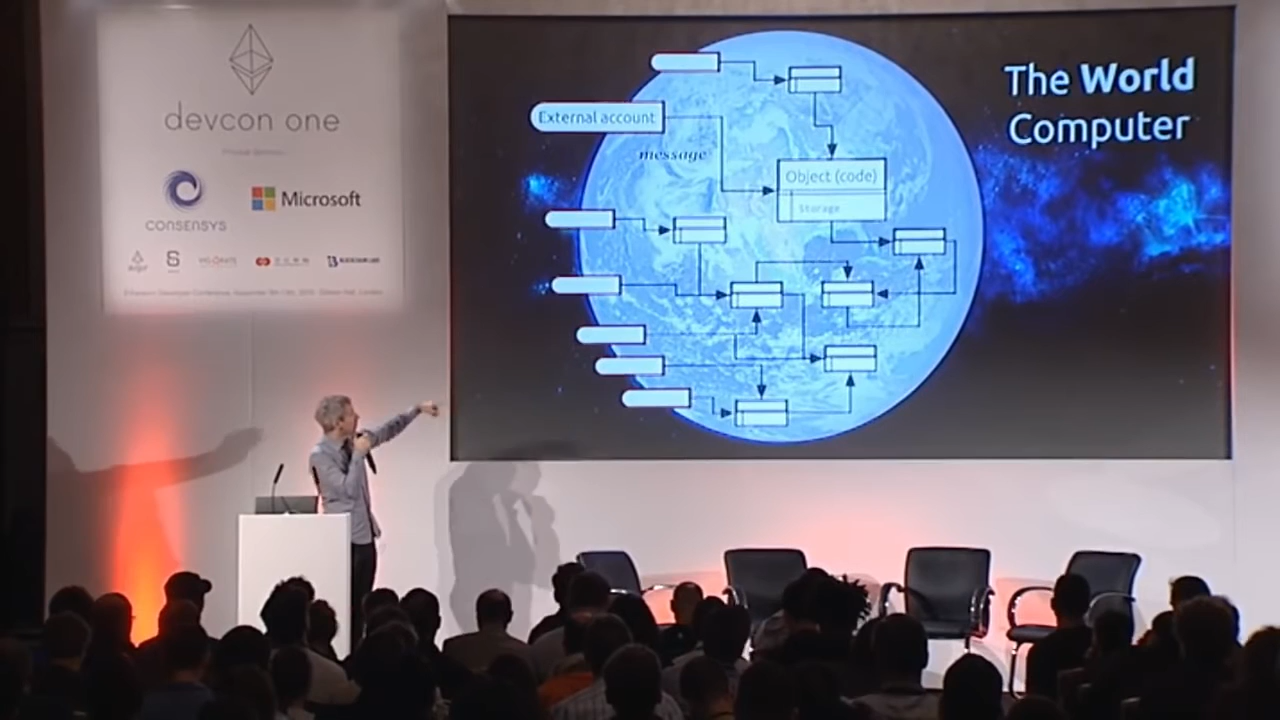 devcon one
CONSENSYS
Microsoft
The World
Computer
External account
message
Object (code)
Storage